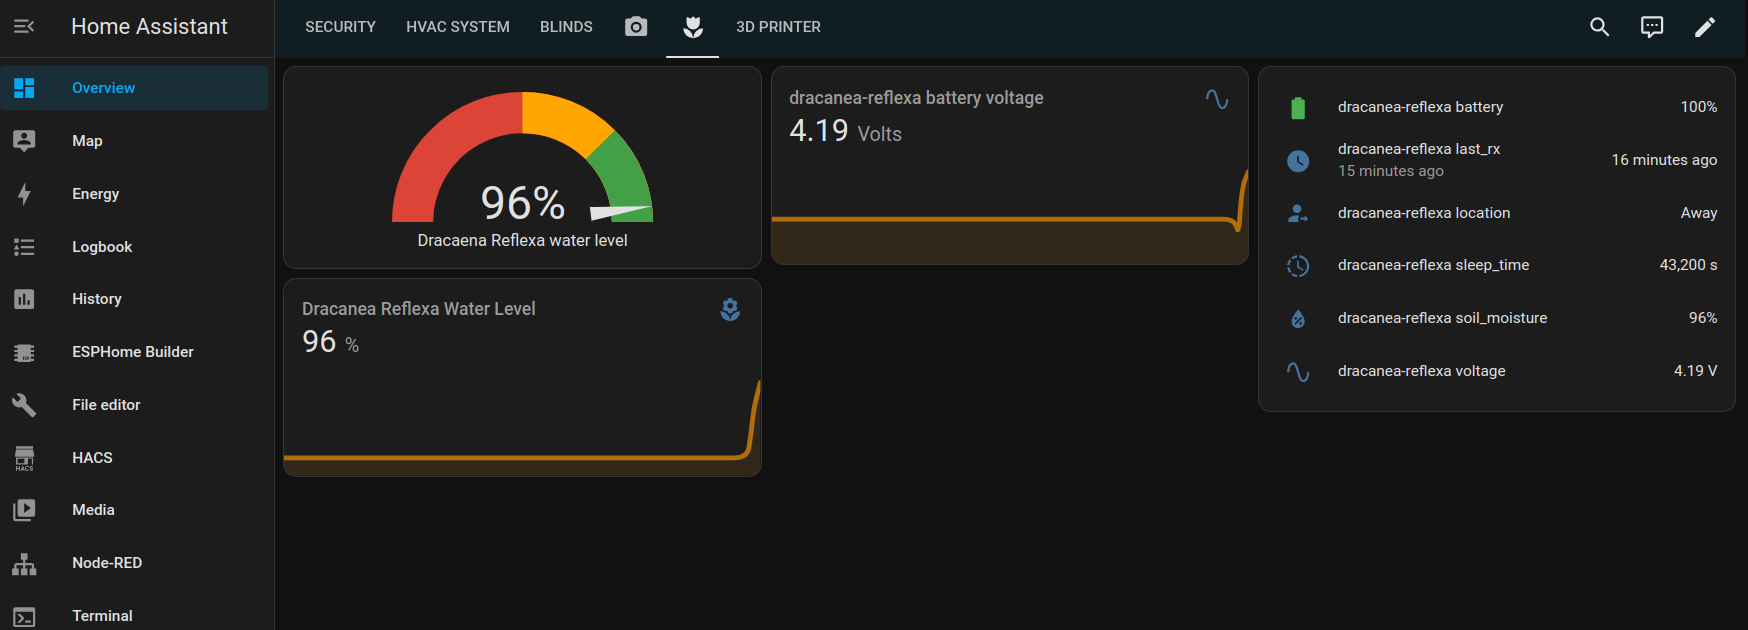 Home Assistant
SECURITY
HVAC SYSTEM
BLINDS
3D PRINTER
Overview
Map
Energy
Logbook
History
ESPHome Builder
File editor
HACS
HACS
Media
Node-RED
Terminal
96%
Dracaena Reflexa water level
Dracanea Reflexa Water Level
96 %
dracanea-reflexa battery voltage
4.19 Volts
dracanea-reflexa battery 100%
dracanea-reflexa last_rx 16 minutes ago
15 minutes ago
dracanea-reflexa location Away
dracanea-reflexa sleep_time 43,200 s
dracanea-reflexa soil_moisture 96%
dracanea-reflexa voltage 4.19 V